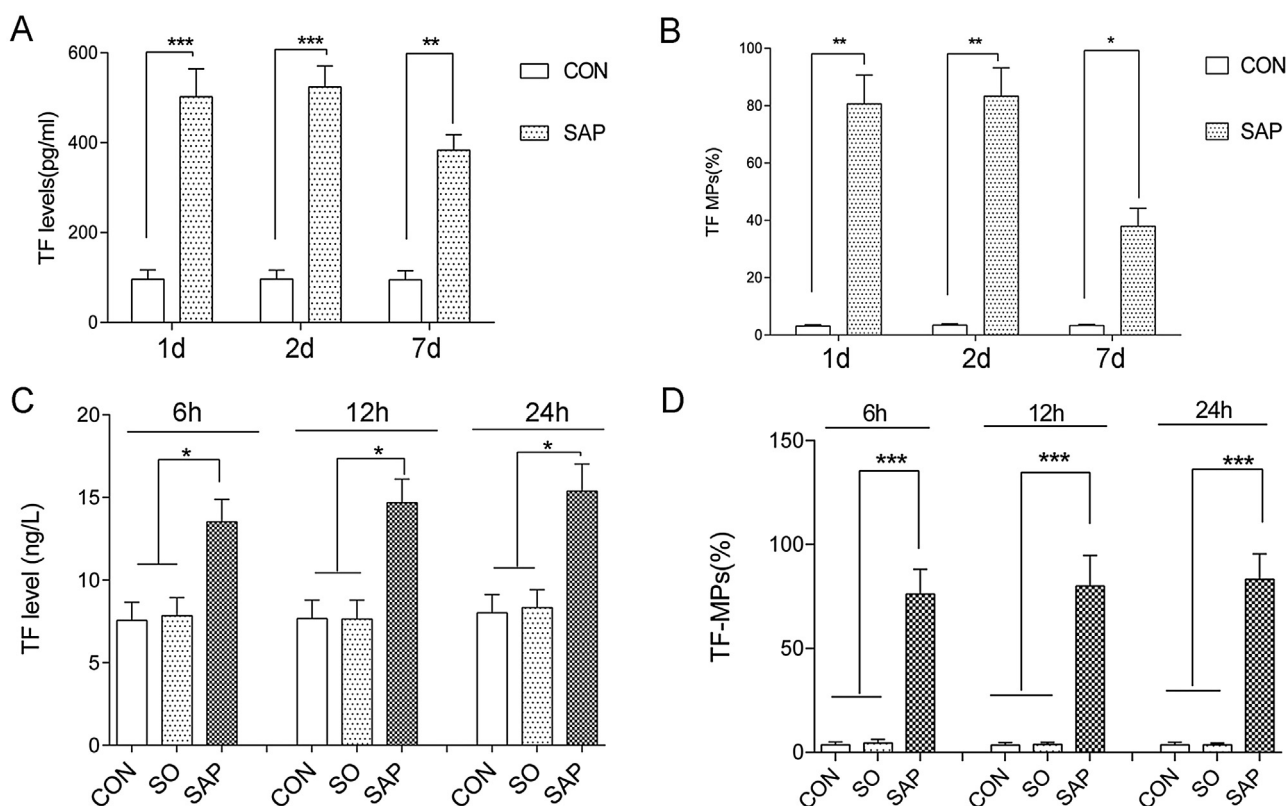 A
TF levels(pg/ml)
600
400
200
0
***
***
**
1d
2d
7d
CON
SAP
B
TF MPs(%)
100
80
60
40
20
0
**
**
*
1d
2d
7d
CON
SAP
C
TF level (ng/L)
20
15
10
5
0
6h
12h
24h
*
*
*
CON
SO
SAP
CON
SO
SAP
CON
SO
SAP
D
TF-MPs(%)
150
100
50
0
6h
12h
24h
***
***
***
CON
SO
SAP
CON
SO
SAP
CON
SO
SAP